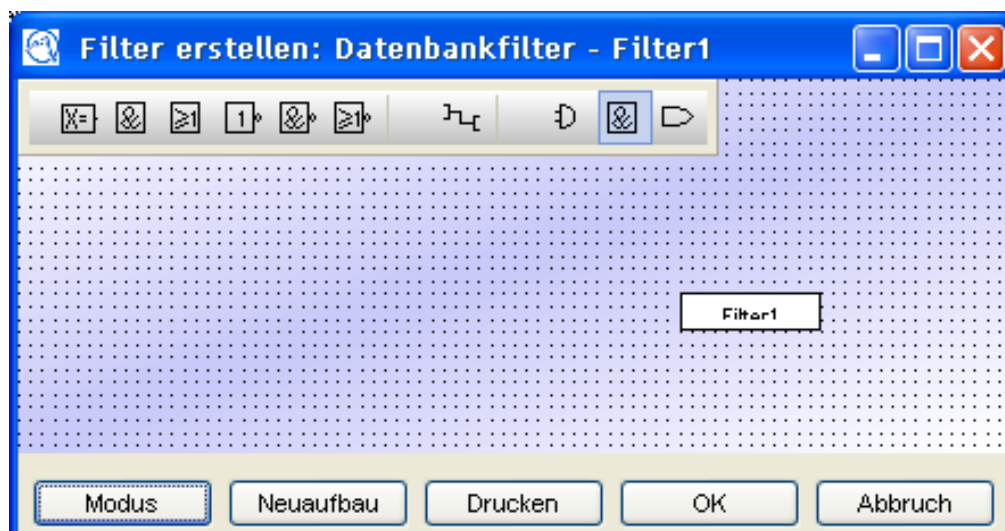 Filter erstellen: Datenbankfilter - Filter1
X= & ≥1 1 & ≥1 &
Filter1
Modus Neuaufbau Drucken OK Abbruch